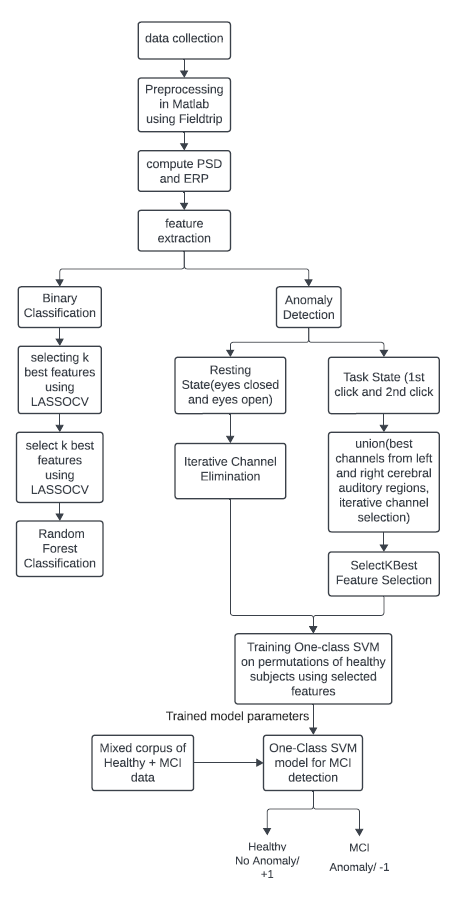 data collection
Preprocessing
in Matlab
using Fieldtrip
compute PSD
and ERP
feature
extraction
Binary
Classification
selecting k
best features
using
LASSOCV
select k best
features
using
LASSOCV
Random
Forest
Classification
Anomaly
Detection
Resting
State(eyes closed
and eyes open)
Iterative Channel
Elimination
Task State (1st
click and 2nd click
union(best
channels from left
and right cerebral
auditory regions,
iterative channel
selection)
SelectKBest
Feature Selection
Training One-class SVM
on permutations of healthy
subjects using selected
features
Trained model parameters
Mixed corpus of
Healthy + MCI
data
One-Class SVM
model for MCI
detection
Healthy
No Anomaly/
+1
MCI
Anomaly/ -1